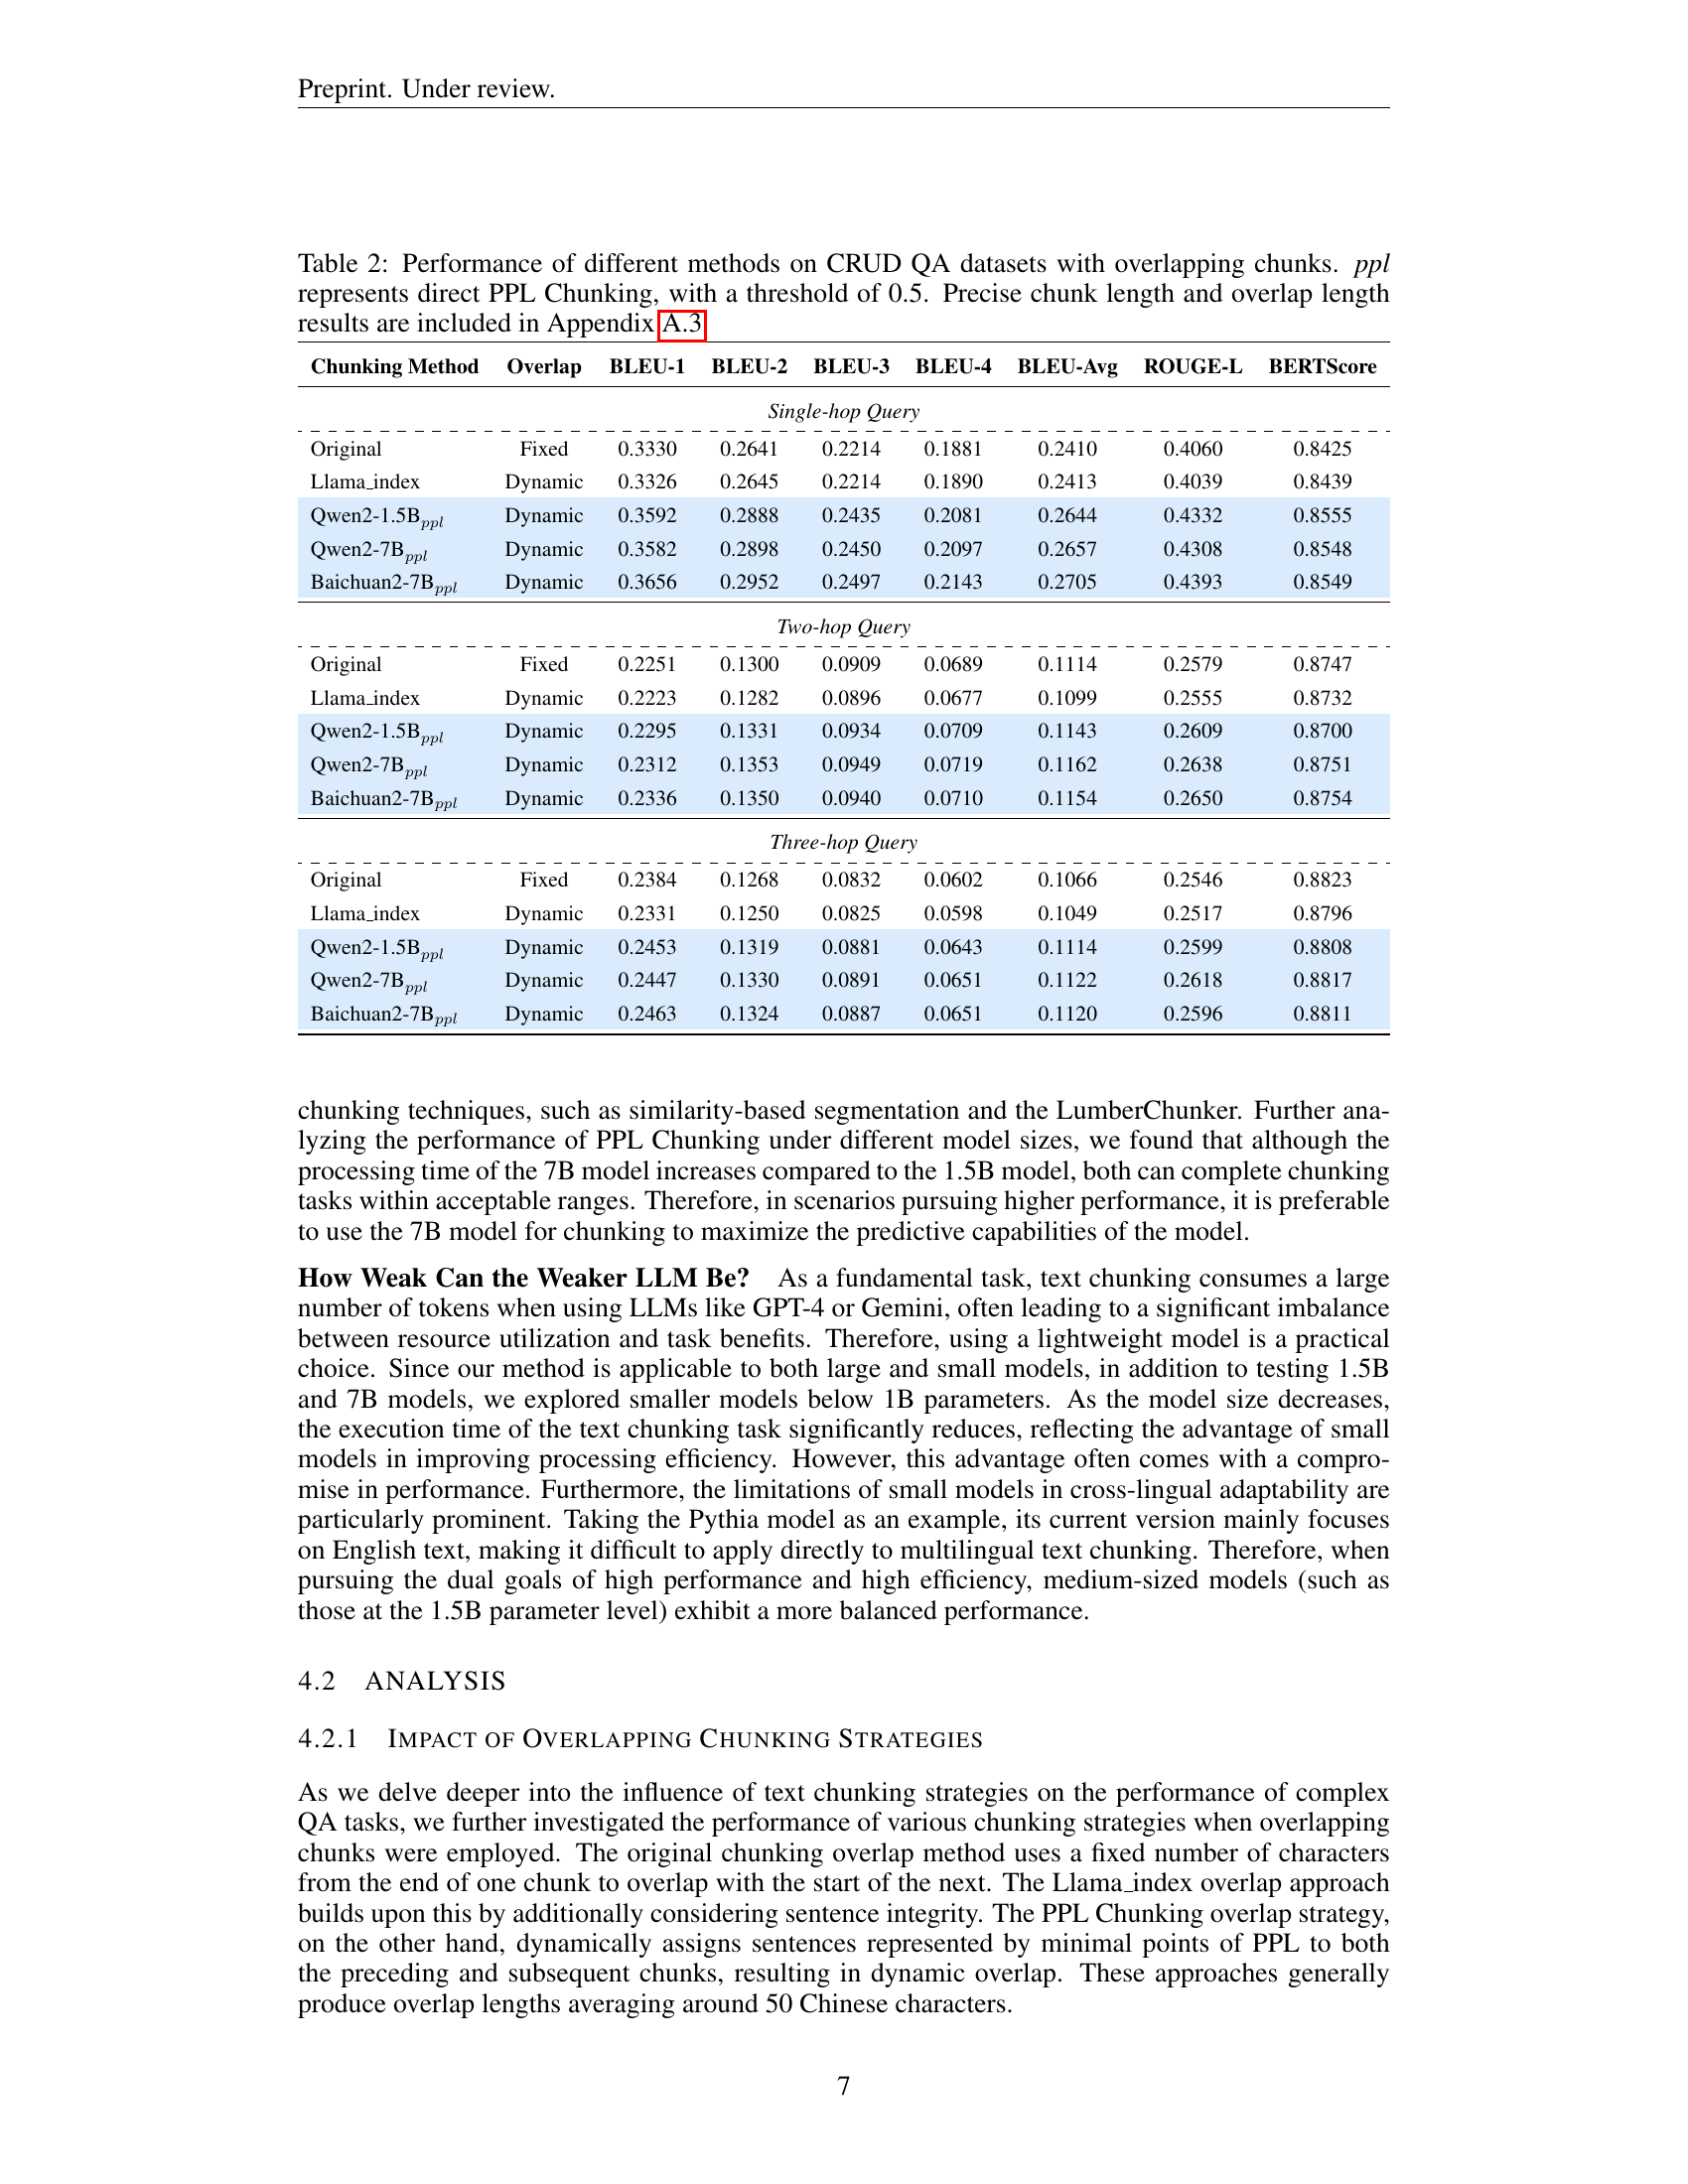 Preprint. Under review.
Table 2: Performance of different methods on CRUD QA datasets with overlapping chunks. ppl
represents direct PPL Chunking, with a threshold of 0.5. Precise chunk length and overlap length
results are included in Appendix A.3
Chunking Method Overlap BLEU-1 BLEU-2 BLEU-3 BLEU-4 BLEU-Avg ROUGE-L BERTScore
Single-hop Query
Original Fixed 0.3330 0.2641 0.2214 0.1881 0.2410 0.4060 0.8425
Llama_index Dynamic 0.3326 0.2645 0.2214 0.1890 0.2413 0.4039 0.8439
Qwen2-1.5Bppl Dynamic 0.3592 0.2888 0.2435 0.2081 0.2644 0.4332 0.8555
Qwen2-7Bppl Dynamic 0.3582 0.2898 0.2450 0.2097 0.2657 0.4308 0.8548
Baichuan2-7Bppl Dynamic 0.3656 0.2952 0.2497 0.2143 0.2705 0.4393 0.8549
Two-hop Query
Original Fixed 0.2251 0.1300 0.0909 0.0689 0.1114 0.2579 0.8747
Llama_index Dynamic 0.2223 0.1282 0.0896 0.0677 0.1099 0.2555 0.8732
Qwen2-1.5Bppl Dynamic 0.2295 0.1331 0.0934 0.0709 0.1143 0.2609 0.8700
Qwen2-7Bppl Dynamic 0.2312 0.1353 0.0949 0.0719 0.1162 0.2638 0.8751
Baichuan2-7Bppl Dynamic 0.2336 0.1350 0.0940 0.0710 0.1154 0.2650 0.8754
Three-hop Query
Original Fixed 0.2384 0.1268 0.0832 0.0602 0.1066 0.2546 0.8823
Llama_index Dynamic 0.2331 0.1250 0.0825 0.0598 0.1049 0.2517 0.8796
Qwen2-1.5Bppl Dynamic 0.2453 0.1319 0.0881 0.0643 0.1114 0.2599 0.8808
Qwen2-7Bppl Dynamic 0.2447 0.1330 0.0891 0.0651 0.1122 0.2618 0.8817
Baichuan2-7Bppl Dynamic 0.2463 0.1324 0.0887 0.0651 0.1120 0.2596 0.8811
chunking techniques, such as similarity-based segmentation and the LumberChunker. Further ana-
lyzing the performance of PPL Chunking under different model sizes, we found that although the
processing time of the 7B model increases compared to the 1.5B model, both can complete chunking
tasks within acceptable ranges. Therefore, in scenarios pursuing higher performance, it is preferable
to use the 7B model for chunking to maximize the predictive capabilities of the model.
How Weak Can the Weaker LLM Be? As a fundamental task, text chunking consumes a large
number of tokens when using LLMs like GPT-4 or Gemini, often leading to a significant imbalance
between resource utilization and task benefits. Therefore, using a lightweight model is a practical
choice. Since our method is applicable to both large and small models, in addition to testing 1.5B
and 7B models, we explored smaller models below 1B parameters. As the model size decreases,
the execution time of the text chunking task significantly reduces, reflecting the advantage of small
models in improving processing efficiency. However, this advantage often comes with a compro-
mise in performance. Furthermore, the limitations of small models in cross-lingual adaptability are
particularly prominent. Taking the Pythia model as an example, its current version mainly focuses
on English text, making it difficult to apply directly to multilingual text chunking. Therefore, when
pursuing the dual goals of high performance and high efficiency, medium-sized models (such as
those at the 1.5B parameter level) exhibit a more balanced performance.
4.2 ANALYSIS
4.2.1 IMPACT OF OVERLAPPING CHUNKING STRATEGIES
As we delve deeper into the influence of text chunking strategies on the performance of complex
QA tasks, we further investigated the performance of various chunking strategies when overlapping
chunks were employed. The original chunking overlap method uses a fixed number of characters
from the end of one chunk to overlap with the start of the next. The Llama_index overlap approach
builds upon this by additionally considering sentence integrity. The PPL Chunking overlap strategy,
on the other hand, dynamically assigns sentences represented by minimal points of PPL to both
the preceding and subsequent chunks, resulting in dynamic overlap. These approaches generally
produce overlap lengths averaging around 50 Chinese characters.
7